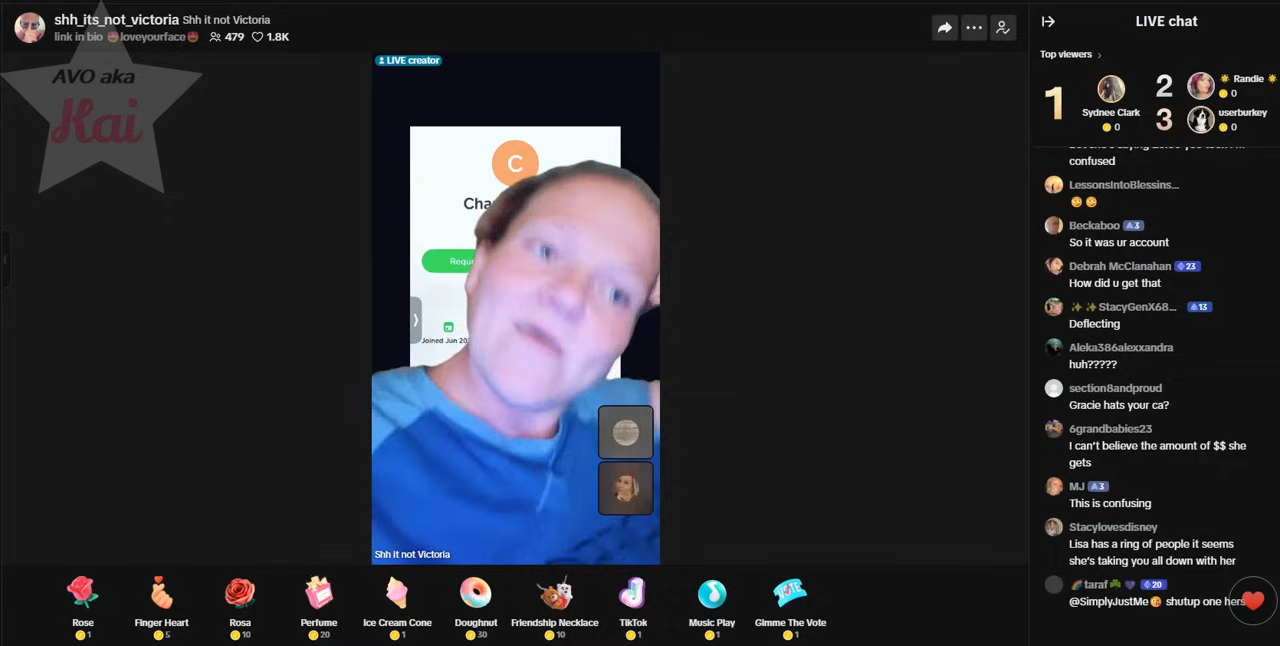 shh_its_not_victoria Shh it not Victoria
link in bio loveyourface 479 1.8K
AVO aka
Kai
LIVE creator
C
Cha
Requ
Joined Jun 20
Shh it not Victoria
Rose
1
Finger Heart
5
Rosa
10
Perfume
20
Ice Cream Cone
1
Doughnut
30
Friendship Necklace
10
TikTok
1
Music Play
1
Gimme The Vote
1
LIVE chat
Top viewers
1
Sydnee Clark
0
2
Randie
0
3
userburkey
0
confused
LessonsIntoBlessins...
Beckaboo 3
So it was ur account
Debrah McClanahan 23
How did u get that
StacyGenX68... 13
Deflecting
Aleka386alexxandra
huh?????
section8andproud
Gracie hats your ca?
6grandbabies23
I can't believe the amount of $$ she
gets
MJ 3
This is confusing
Stacylovesdisney
Lisa has a ring of people it seems
she's taking you all down with her
taraf 20
@SimplyJustMe shutup one hers